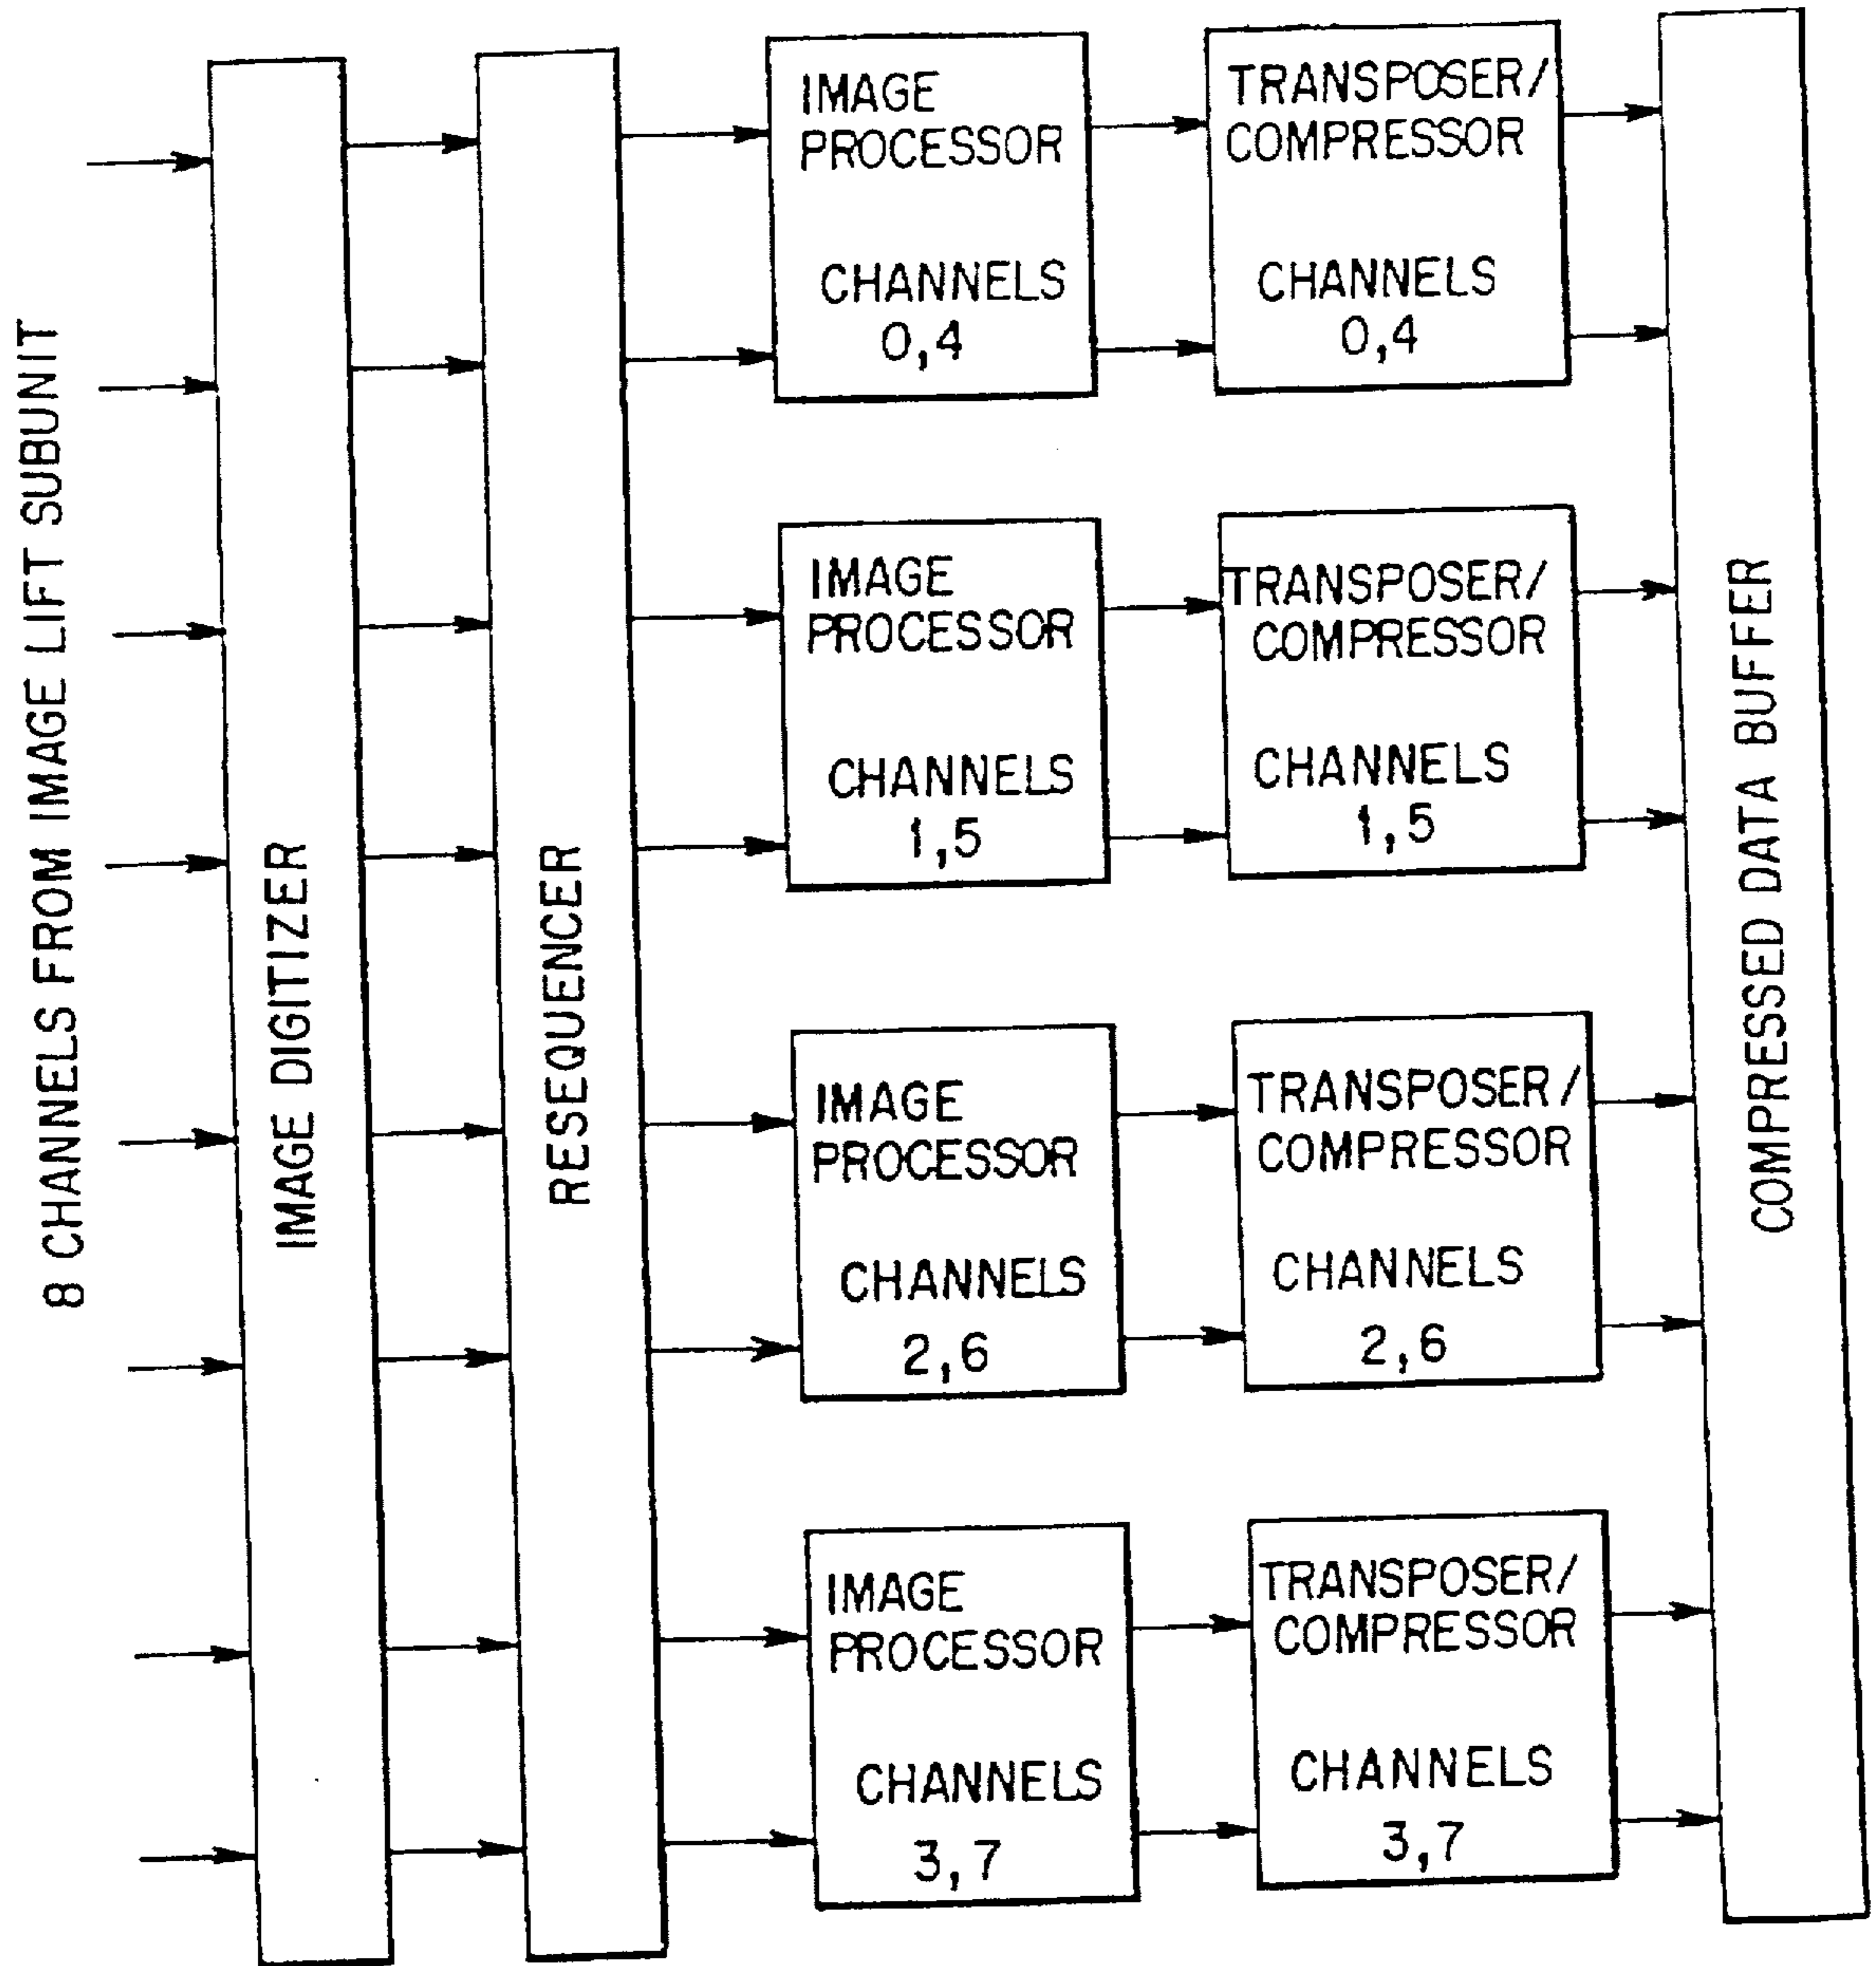 8 CHANNELS FROM IMAGE LIFT SUBUNIT
IMAGE DIGITIZER
RESEQUENCER
IMAGE
PROCESSOR
CHANNELS
0,4
TRANSPOSER/
COMPRESSOR
CHANNELS
0,4
IMAGE
PROCESSOR
CHANNELS
1,5
TRANSPOSER/
COMPRESSOR
CHANNELS
1,5
IMAGE
PROCESSOR
CHANNELS
2,6
TRANSPOSER/
COMPRESSOR
CHANNELS
2,6
IMAGE
PROCESSOR
CHANNELS
3,7
TRANSPOSER/
COMPRESSOR
CHANNELS
3,7
COMPRESSED DATA BUFFER